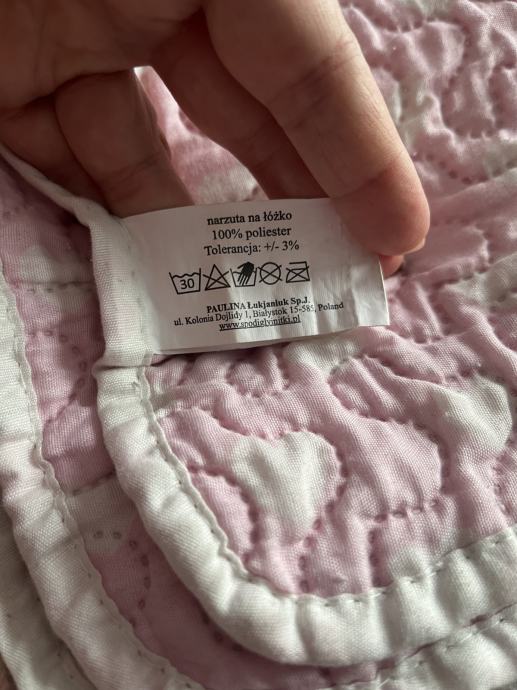 narzuta na łóżko
100% poliester
Tolerancja: +/- 3%
30
PAULINA Łukjaniuk Sp.J.
ul. Kolonia Dojlidy 1, Białystok 15-585, Poland
www.spodiglyinitki.pl